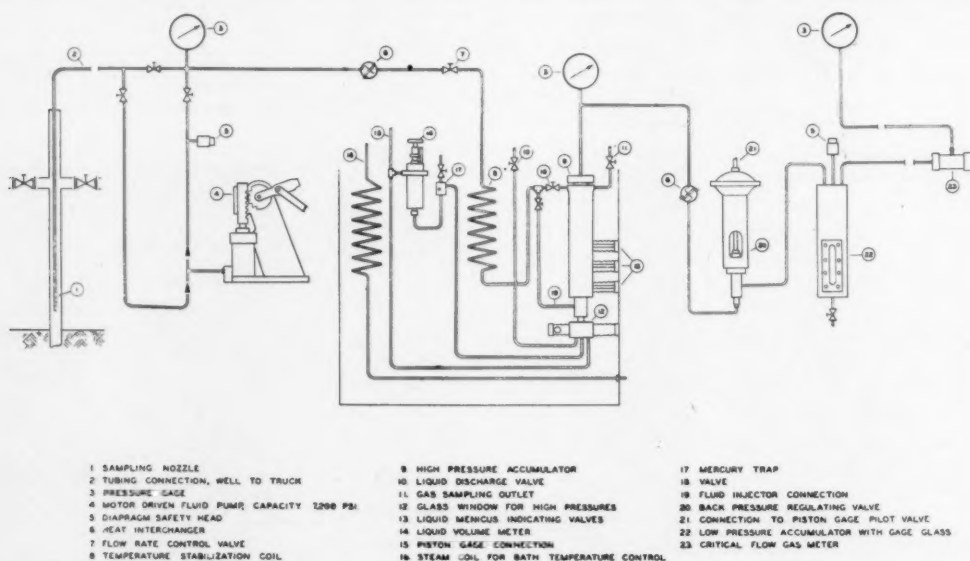 1 SAMPLING NOZZLE
2 TUBING CONNECTION, WELL TO TRUCK
3 PRESSURE GAGE
4 MOTOR DRIVEN FLUID PUMP, CAPACITY 7,200 PSI.
5 DIAPHRAGM SAFETY HEAD
6 HEAT INTERCHANGER
7 FLOW RATE CONTROL VALVE
8 TEMPERATURE STABILIZATION COIL
9 HIGH PRESSURE ACCUMULATOR
10 LIQUID DISCHARGE VALVE
11 GAS SAMPLING OUTLET
12 GLASS WINDOW FOR HIGH PRESSURES
13 LIQUID MENICUS INDICATING VALVES
14 LIQUID VOLUME METER
15 PISTON GAGE CONNECTION
16 STEAM COIL FOR BATH TEMPERATURE CONTROL
17 MERCURY TRAP
18 VALVE
19 FLUID INJECTOR CONNECTION
20 BACK PRESSURE REGULATING VALVE
21 CONNECTION TO PISTON GAGE PILOT VALVE
22 LOW PRESSURE ACCUMULATOR WITH GAGE GLASS
23 CRITICAL FLOW GAS METER